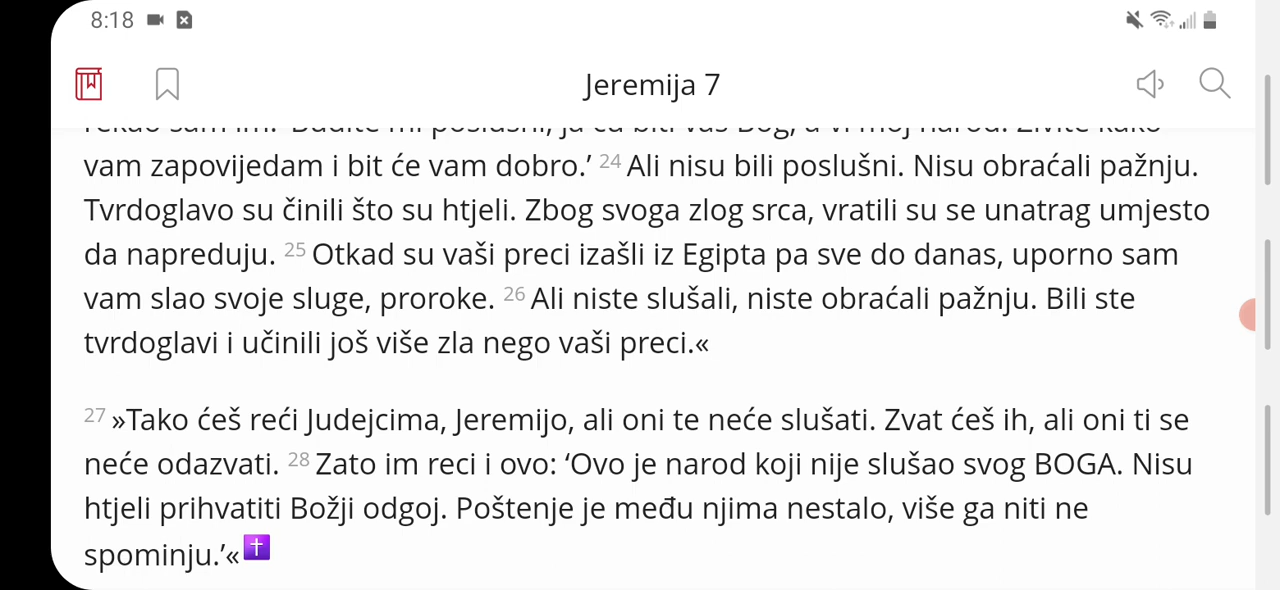 8:18
Jeremija 7
vam zapovijedam i bit će vam dobro.’ 24 Ali nisu bili poslušni. Nisu obraćali pažnju.
Tvrdoglavo su činili što su htjeli. Zbog svoga zlog srca, vratili su se unatrag umjesto
da napreduju. 25 Otkad su vaši preci izašli iz Egipta pa sve do danas, uporno sam
vam slao svoje sluge, proroke. 26 Ali niste slušali, niste obraćali pažnju. Bili ste
tvrdoglavi i učinili još više zla nego vaši preci.«
27 »Tako ćeš reći Judejcima, Jeremijo, ali oni te neće slušati. Zvat ćeš ih, ali oni ti se
neće odazvati. 28 Zato im reci i ovo: ‘Ovo je narod koji nije slušao svog BOGA. Nisu
htjeli prihvatiti Božji odgoj. Poštenje je među njima nestalo, više ga niti ne
spominju.’«✝️